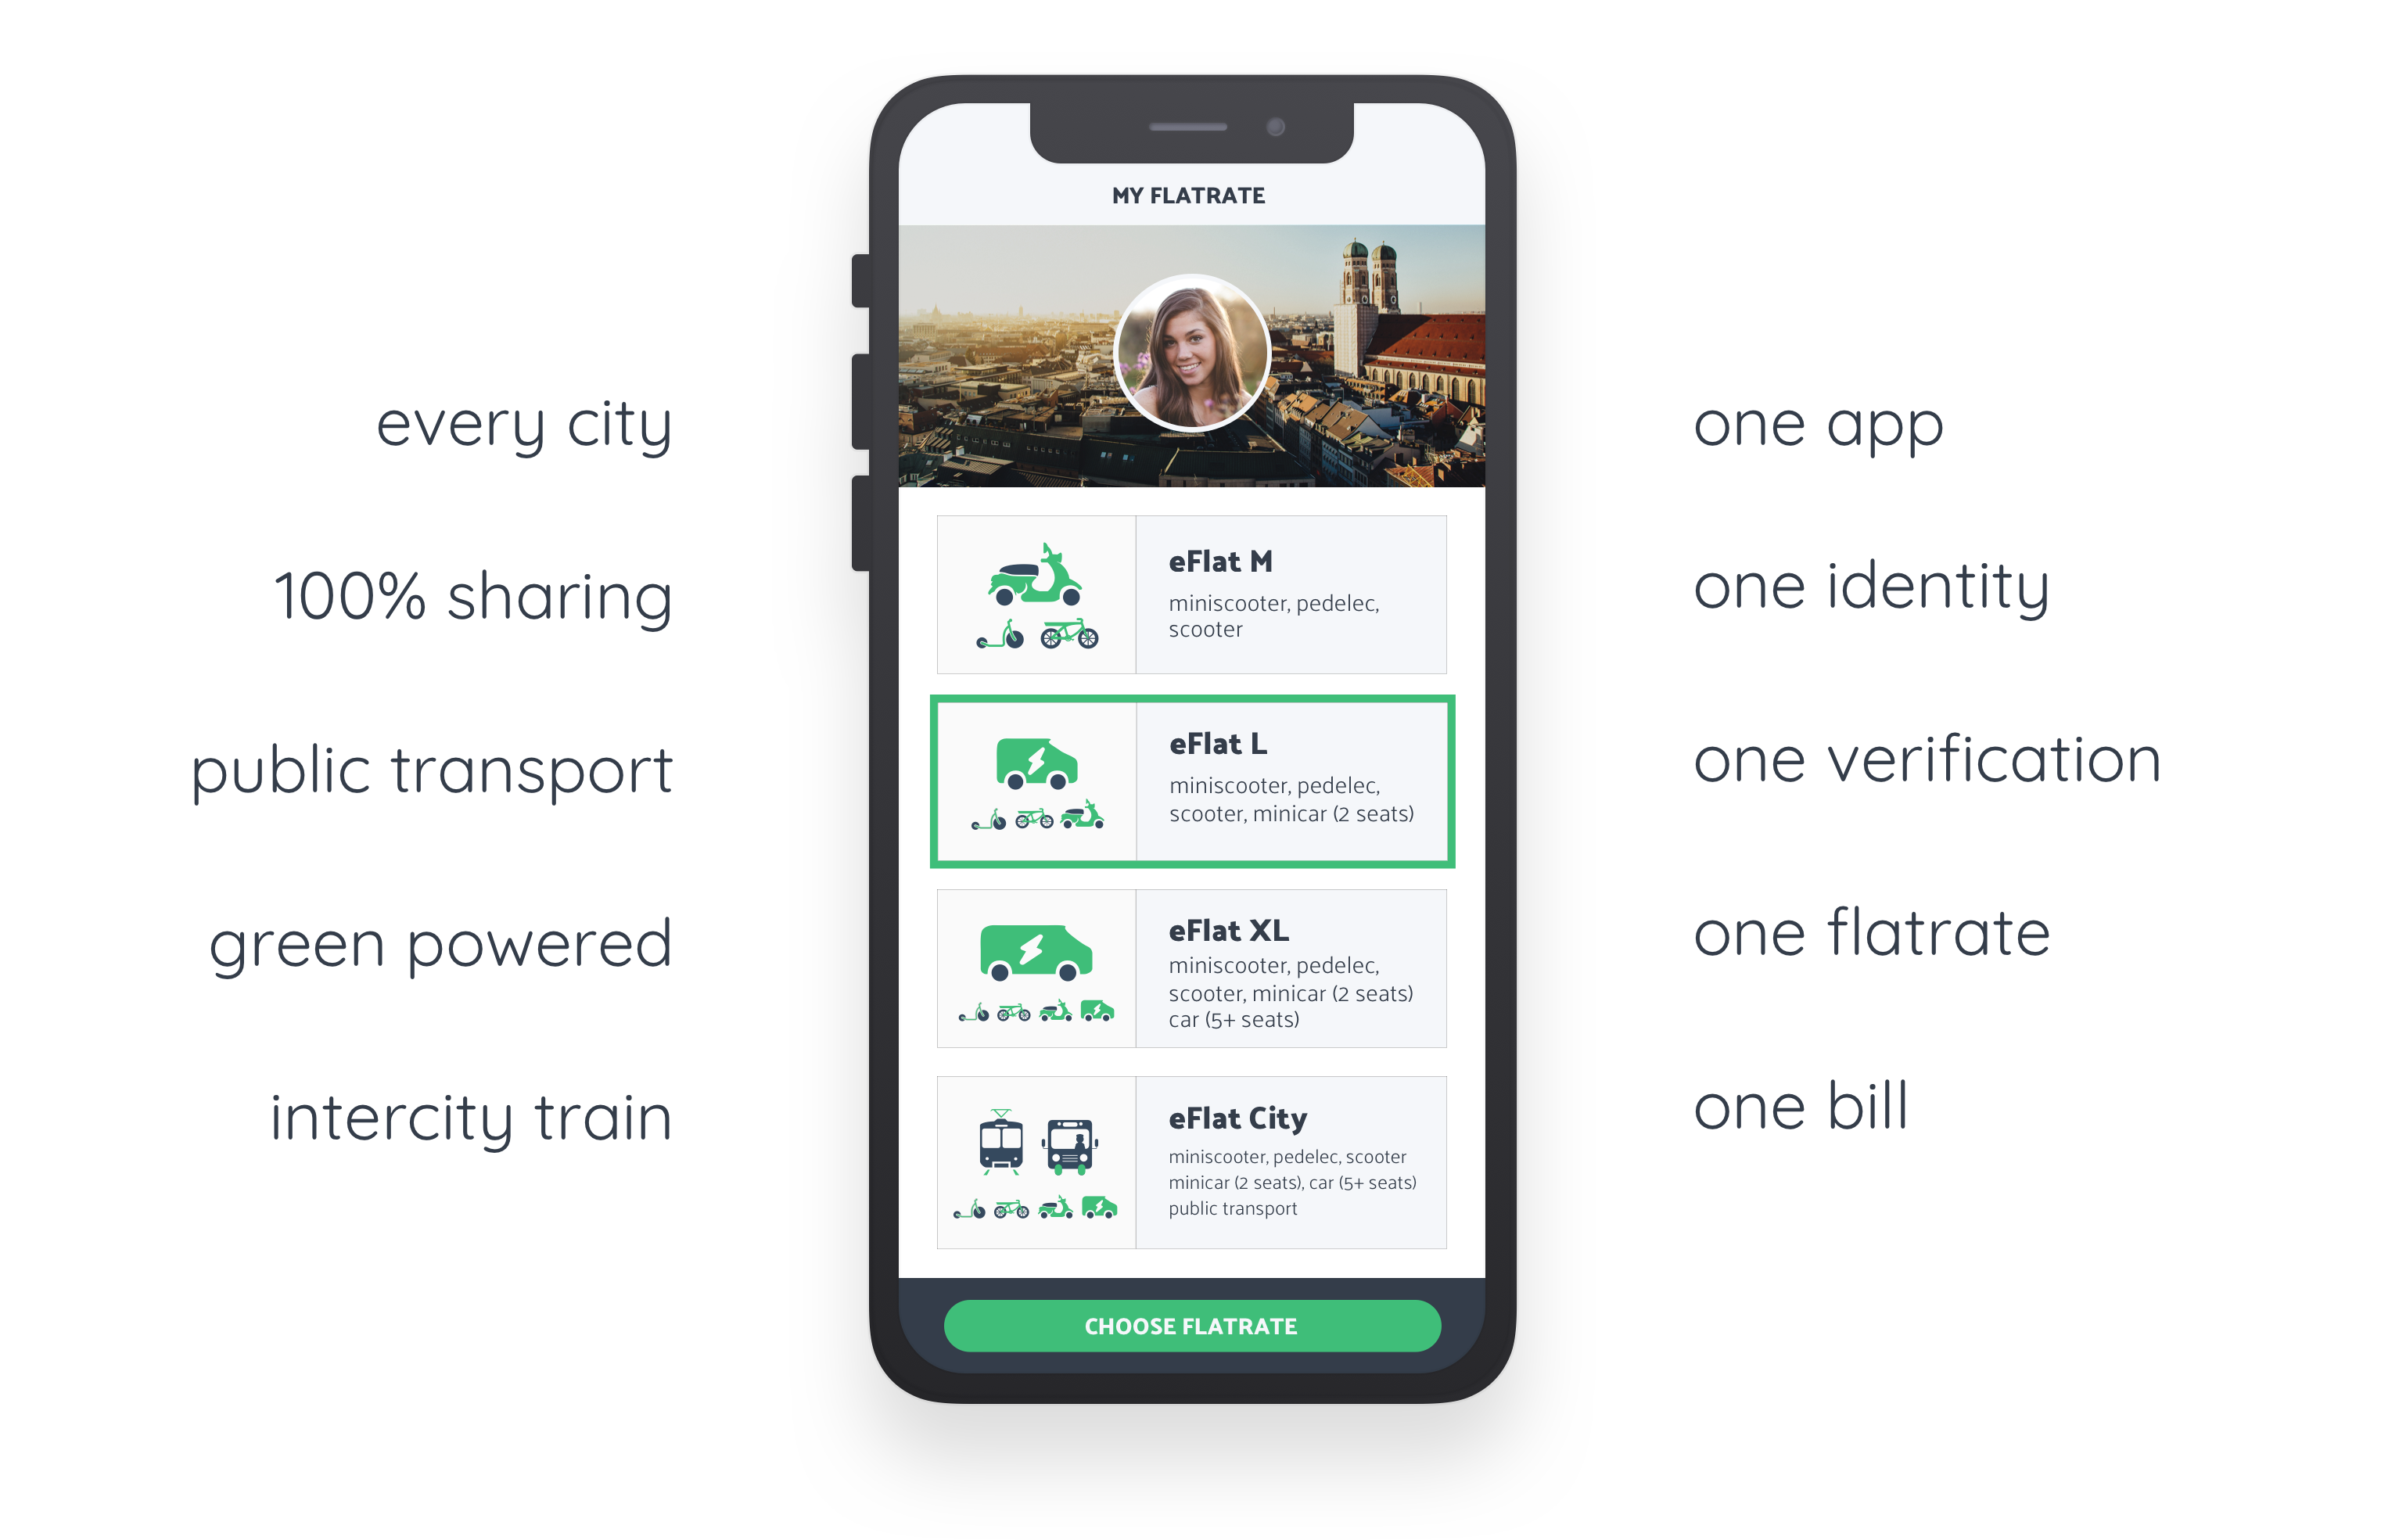 every city
100% sharing
public transport
green powered
intercity train
MY FLATRATE
eFlat M
miniscooter, pedelec,
scooter
eFlat L
miniscooter, pedelec,
scooter, minicar (2 seats)
eFlat XL
miniscooter, pedelec,
scooter, minicar (2 seats)
car (5+ seats)
eFlat City
miniscooter, pedelec, scooter
minicar (2 seats), car (5+ seats)
public transport
CHOOSE FLATRATE
one app
one identity
one verification
one flatrate
one bill